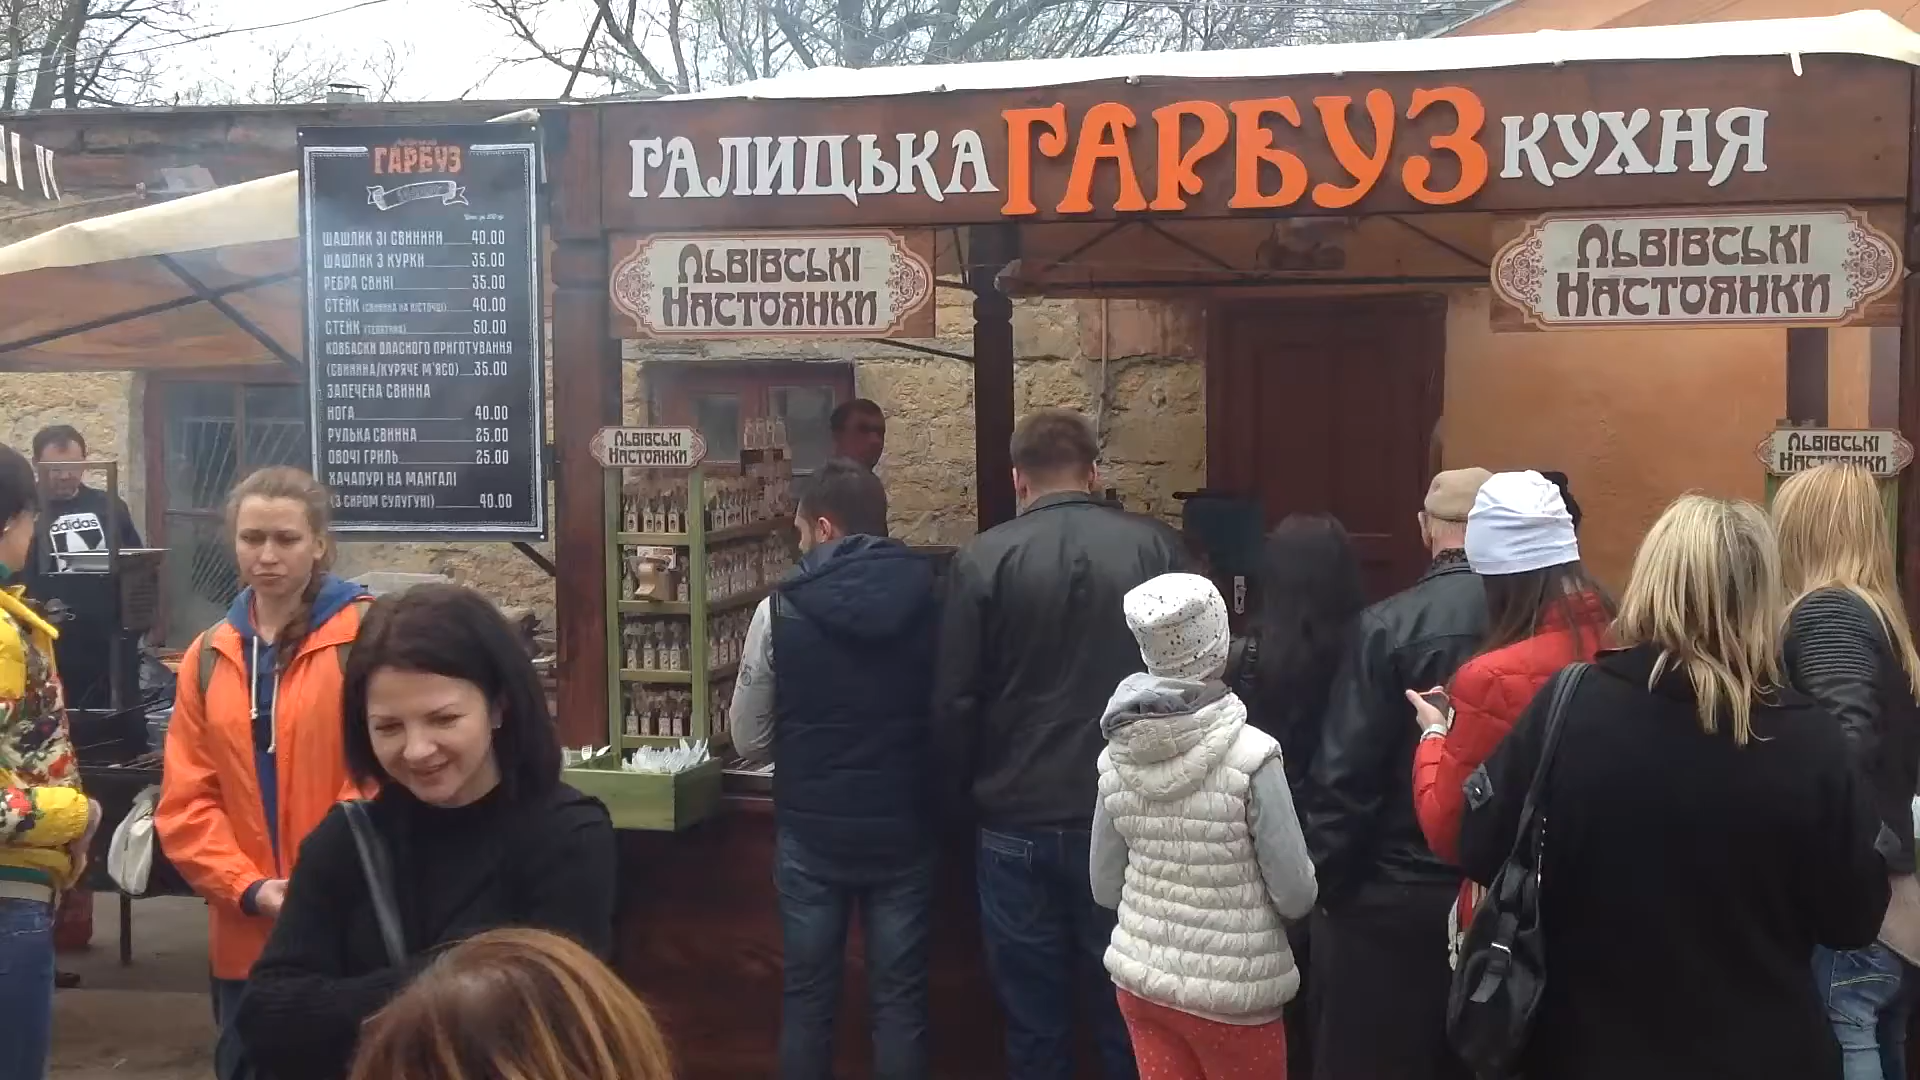 ГАЛИЦЬКА ГАРБУЗ КУХНЯ
ГАРБУЗ
ШАШЛИК ЗІ СВИНИНИ 40.00
ШАШЛИК З КУРКИ 35.00
РЕБРА СВИНІ 35.00
СТЕЙК (СВИНИНА НА КІСТОЧЦІ) 40.00
СТЕЙК (ТЕЛЯТИНА) 50.00
КОВБАСКИ ВЛАСНОГО ПРИГОТУВАННЯ
(СВИНИНА/КУРЯЧЕ М'ЯСО) 35.00
ЗАПЕЧЕНА СВИННА
НОГА 40.00
РУЛЬКА СВИННА 25.00
ОВОЧІ ГРИЛЬ 25.00
ХАЧАПУРІ НА МАНГАЛІ
(З СИРОМ СУЛУГУНІ) 40.00
ЛЬВІВСЬКІ
НАСТОЯНКИ
ЛЬВІВСЬКІ
НАСТОЯНКИ
ЛЬВІВСЬКІ
НАСТОЯНКИ
ЛЬВІВСЬКІ
НАСТОЯНКИ
adidas